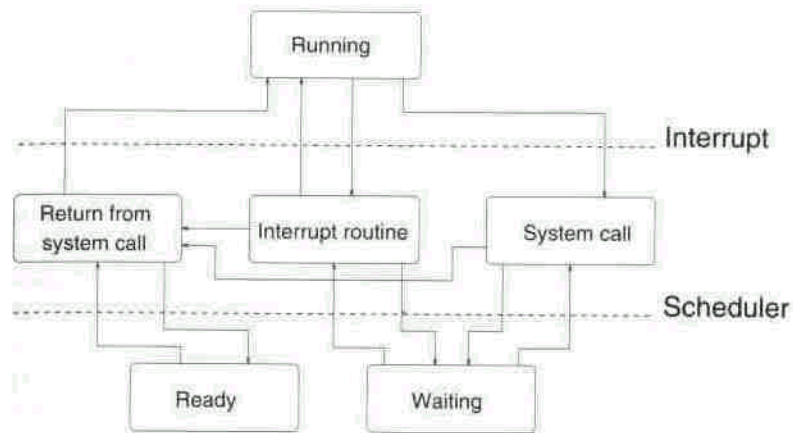 Running
Interrupt
Return from
system call
Interrupt routine
System call
Scheduler
Ready
Waiting